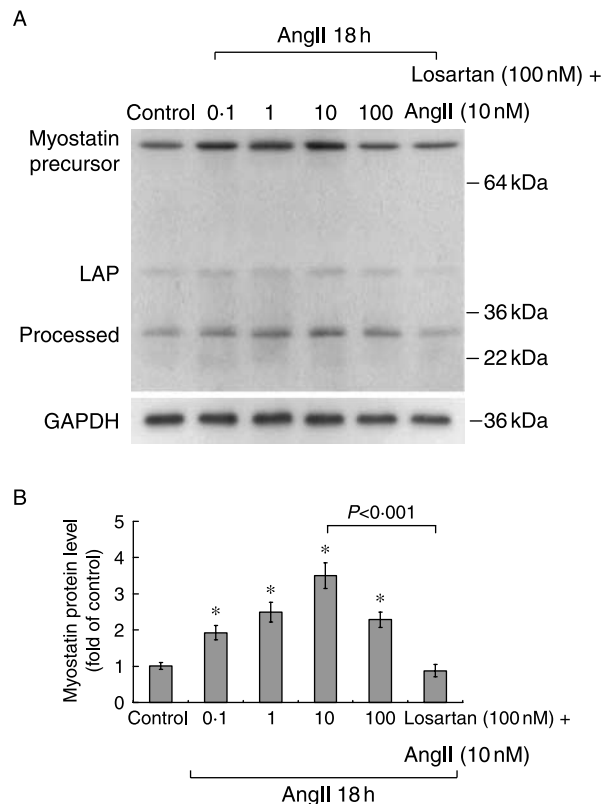 A
AngII 18 h
Losartan (100 nM) +
Control 0·1 1 10 100 AngII (10 nM)
Myostatin
precursor
64 kDa
LAP
36 kDa
Processed
22 kDa
GAPDH
36 kDa
B
P<0·001
Myostatin protein level
(fold of control)
5
4
3
2
1
0
* * * *
Control 0·1 1 10 100 Losartan (100 nM) +
AngII (10 nM)
AngII 18 h